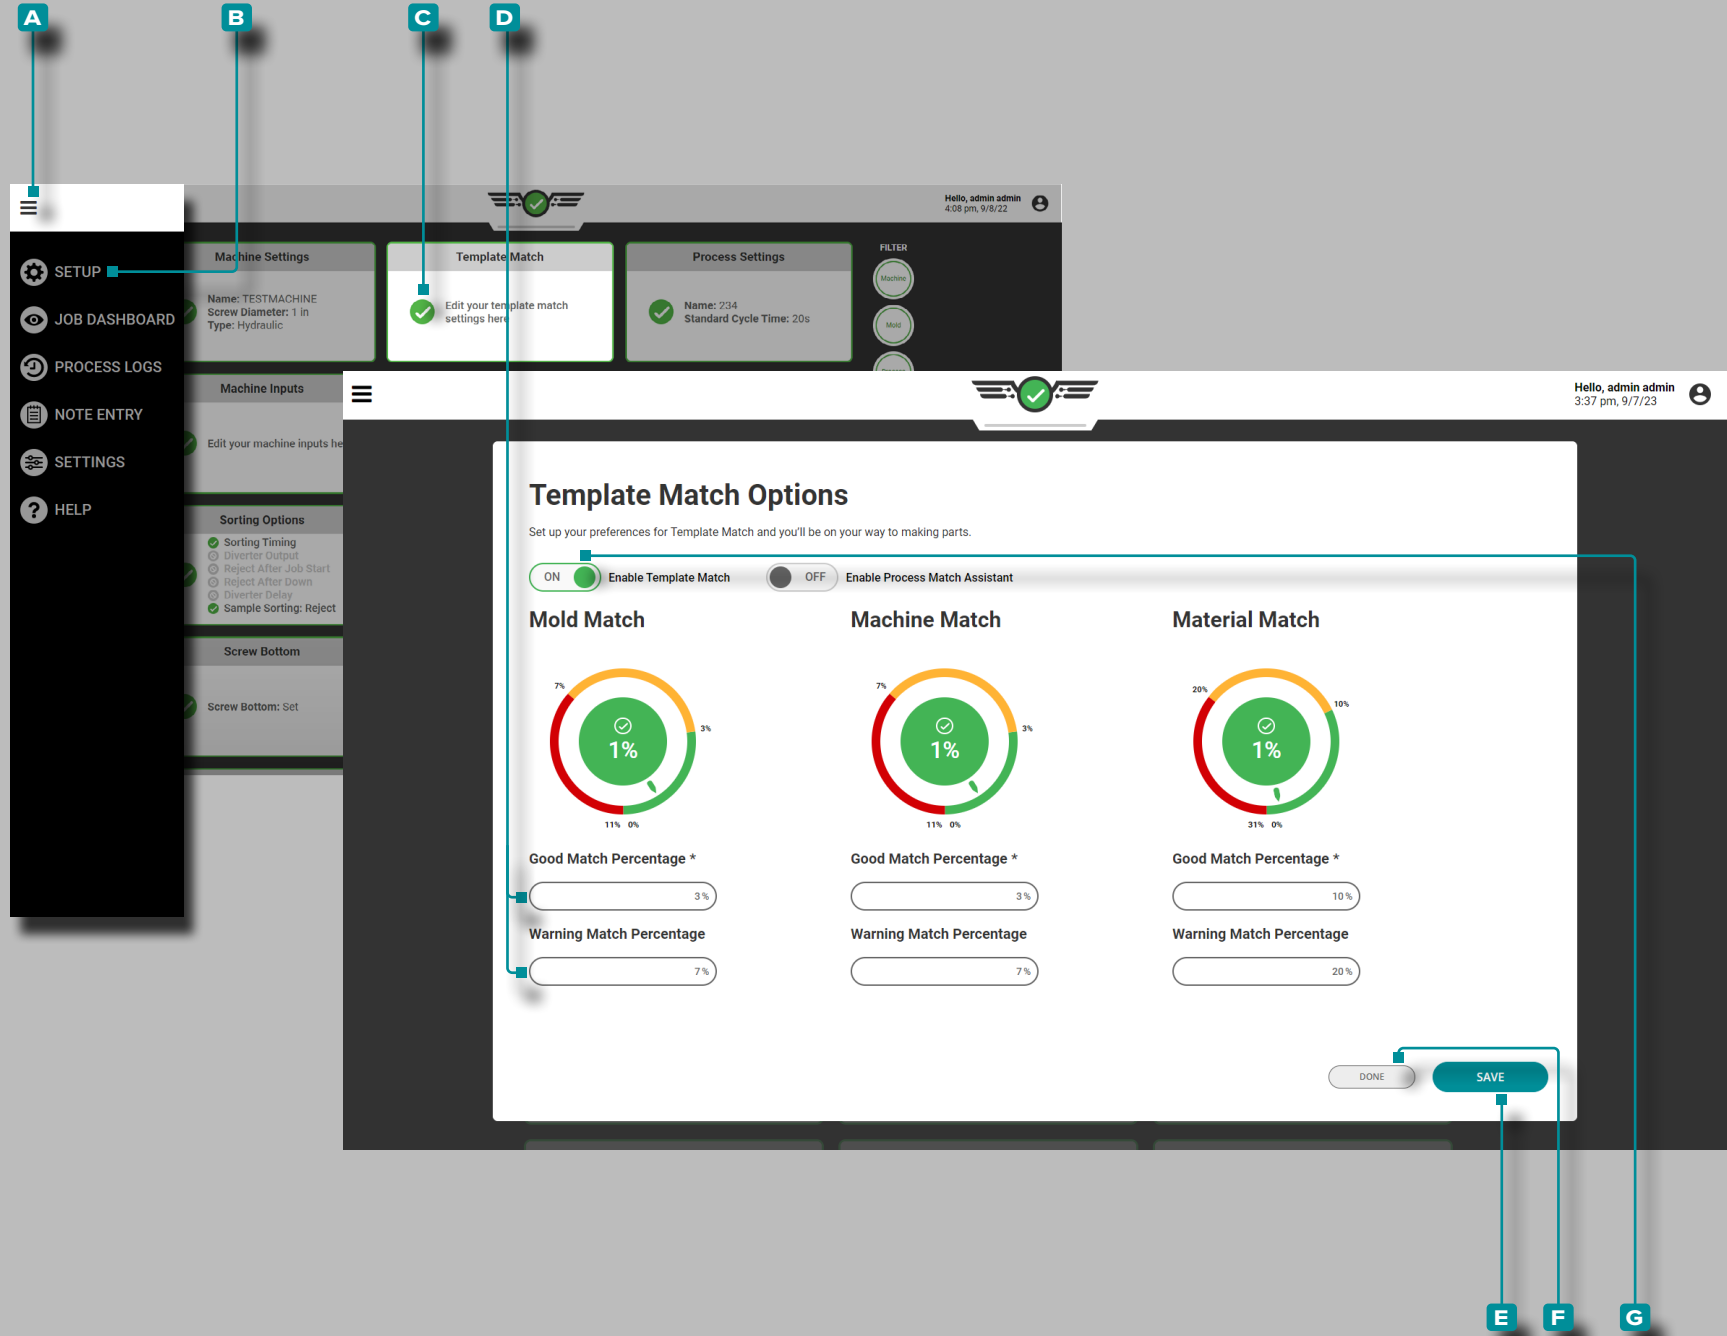 A
B
C
D
Hello, admin admin
4:08 pm, 9/8/22
SETUP
JOB DASHBOARD
PROCESS LOGS
NOTE ENTRY
SETTINGS
HELP
Machine Settings
Name: TESTMACHINE
Screw Diameter: 1 in
Type: Hydraulic
Template Match
Edit your template match
settings here
Process Settings
Name: 234
Standard Cycle Time: 20s
FILTER
Machine
Mold
Machine Inputs
Edit your machine inputs he
Sorting Options
Sorting Timing
Diverter Output
Reject After Job Start
Reject After Down
Diverter Delay
Sample Sorting: Reject
Screw Bottom
Screw Bottom: Set
Hello, admin admin
3:37 pm, 9/7/23
Template Match Options
Set up your preferences for Template Match and you'll be on your way to making parts.
ON Enable Template Match OFF Enable Process Match Assistant
Mold Match
7%
3%
1%
11% 0%
Good Match Percentage *
3%
Warning Match Percentage
7%
Machine Match
7%
3%
1%
11% 0%
Good Match Percentage *
3%
Warning Match Percentage
7%
Material Match
20%
10%
1%
31% 0%
Good Match Percentage *
10%
Warning Match Percentage
20%
DONE
SAVE
E
F
G